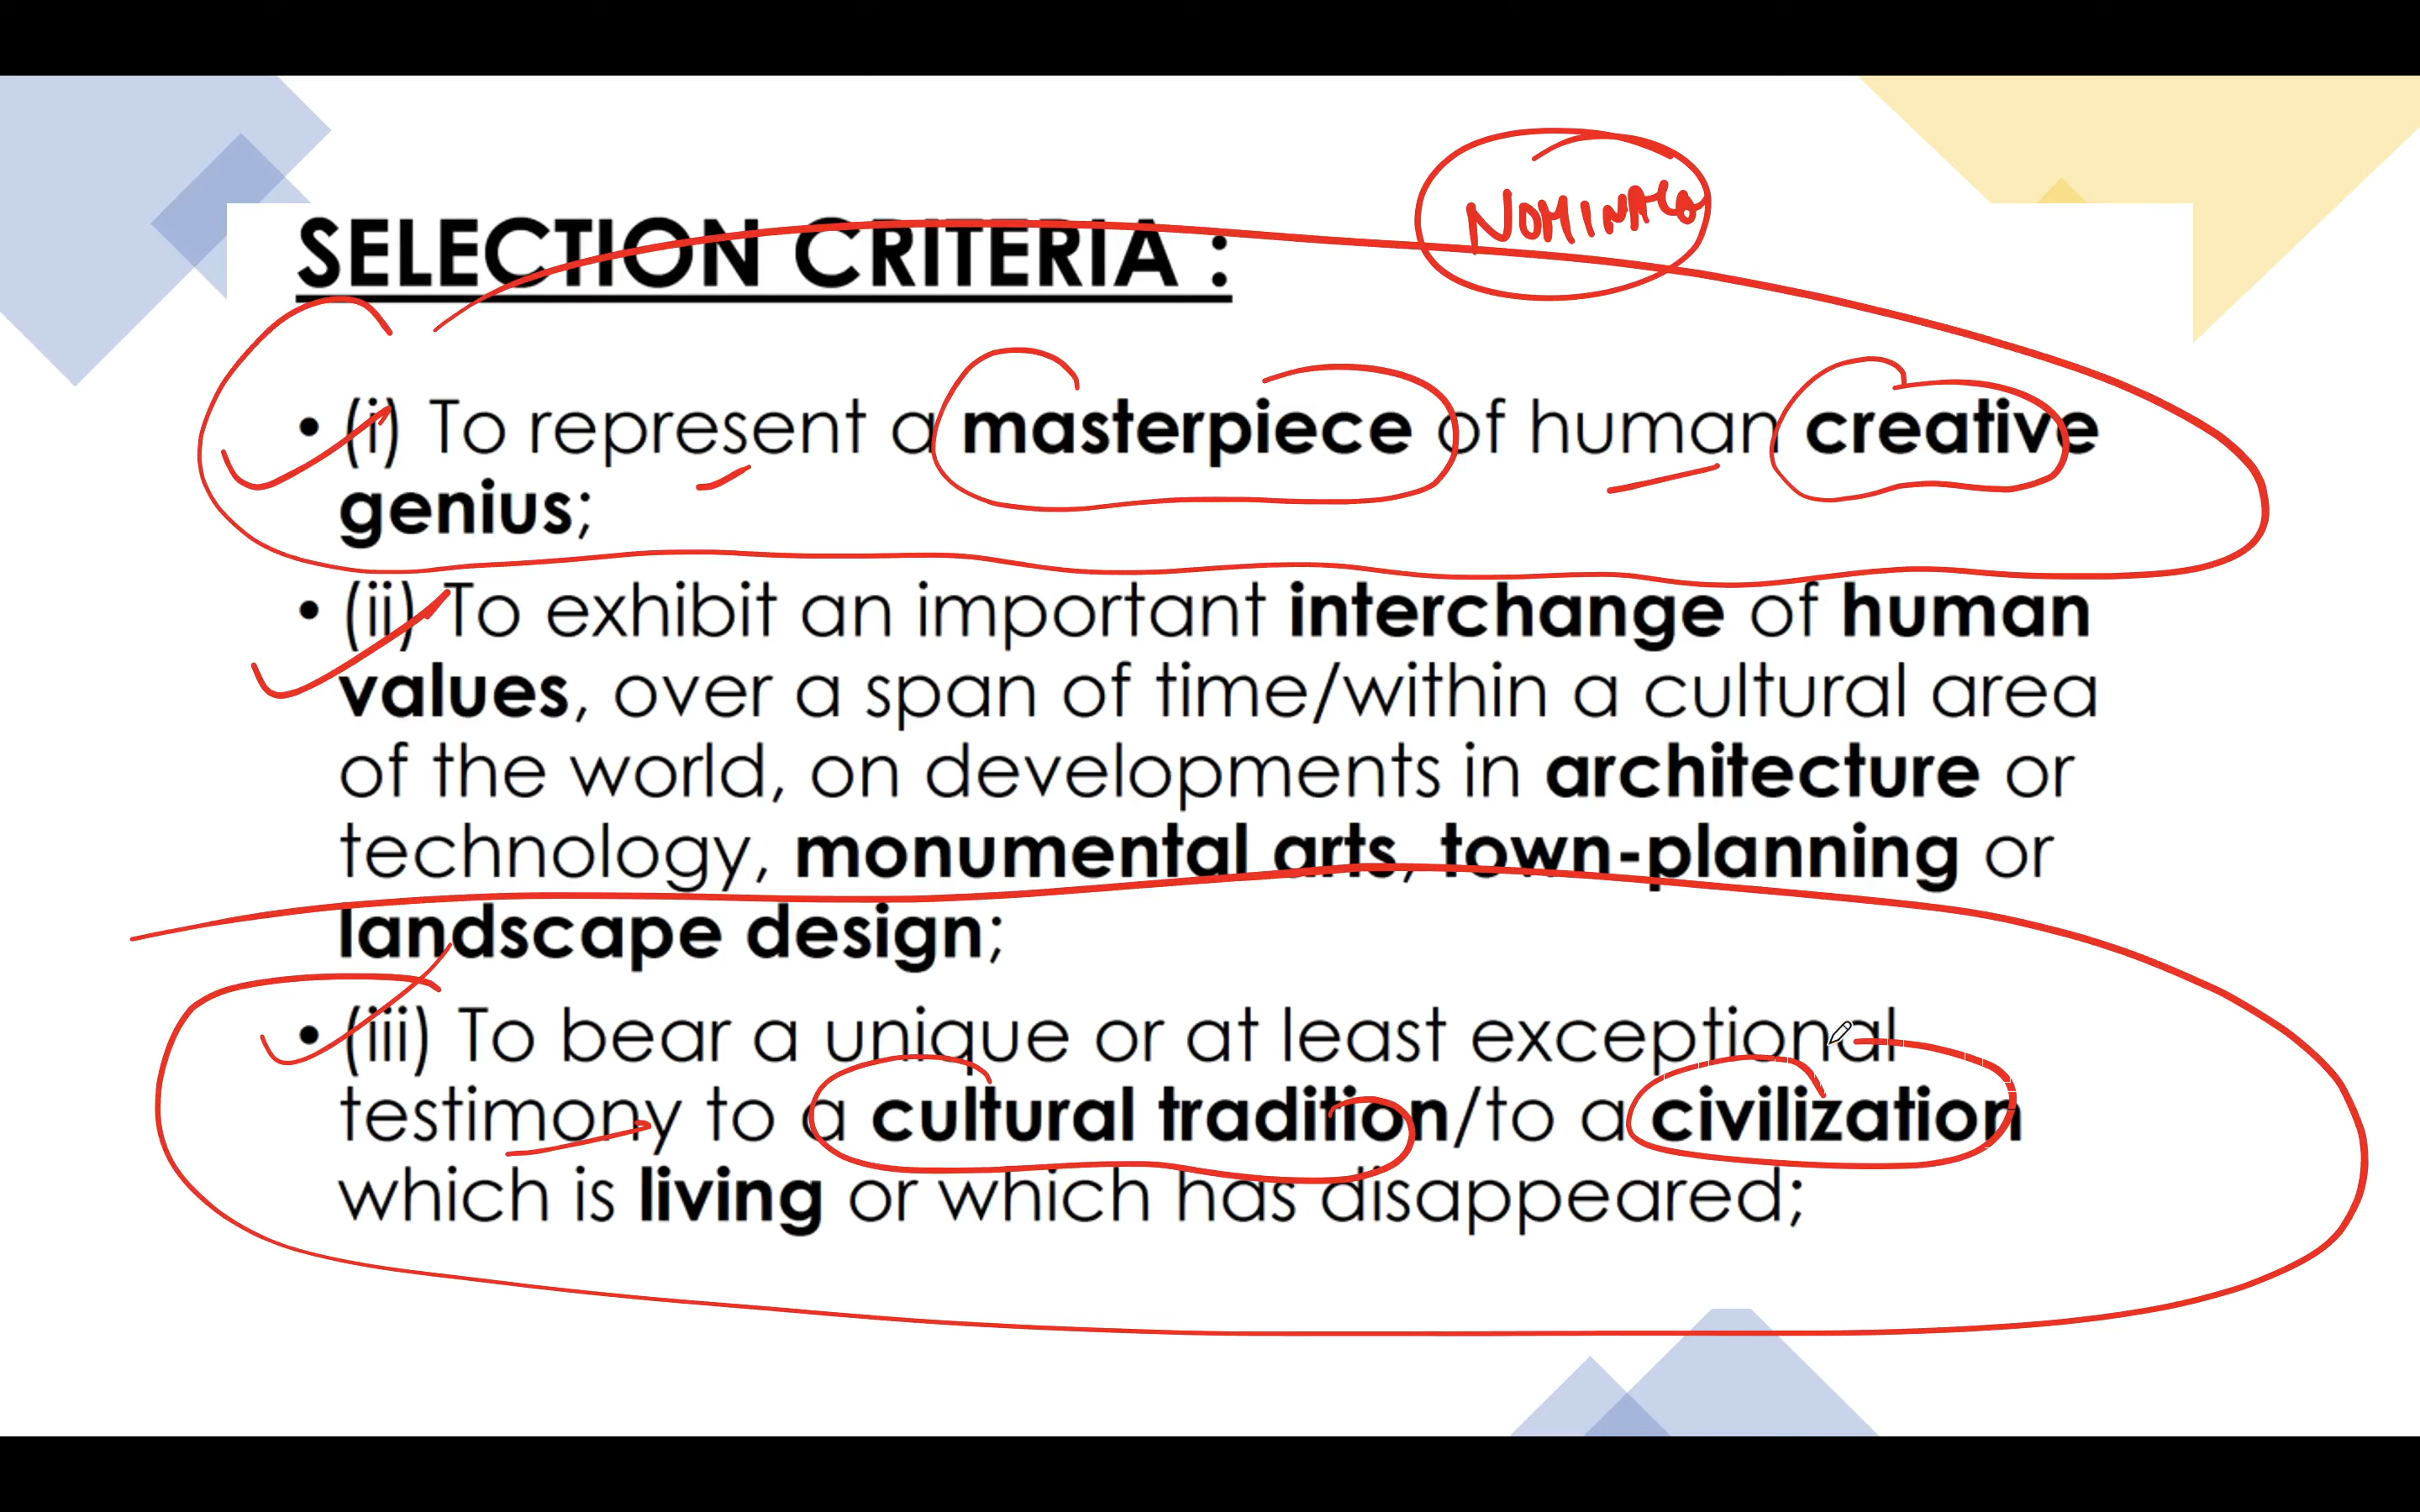 NOMINATED
SELECTION CRITERIA :
• (i) To represent a masterpiece of human creative
genius;
• (ii) To exhibit an important interchange of human
values, over a span of time/within a cultural area
of the world, on developments in architecture or
technology, monumental arts, town-planning or
landscape design;
• (iii) To bear a unique or at least exceptional
testimony to a cultural tradition/to a civilization
which is living or which has disappeared;